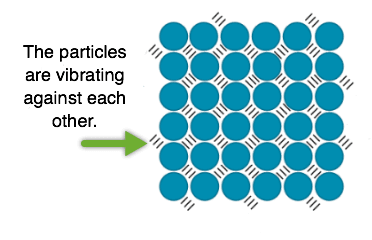 The particles
are vibrating
against each
other.